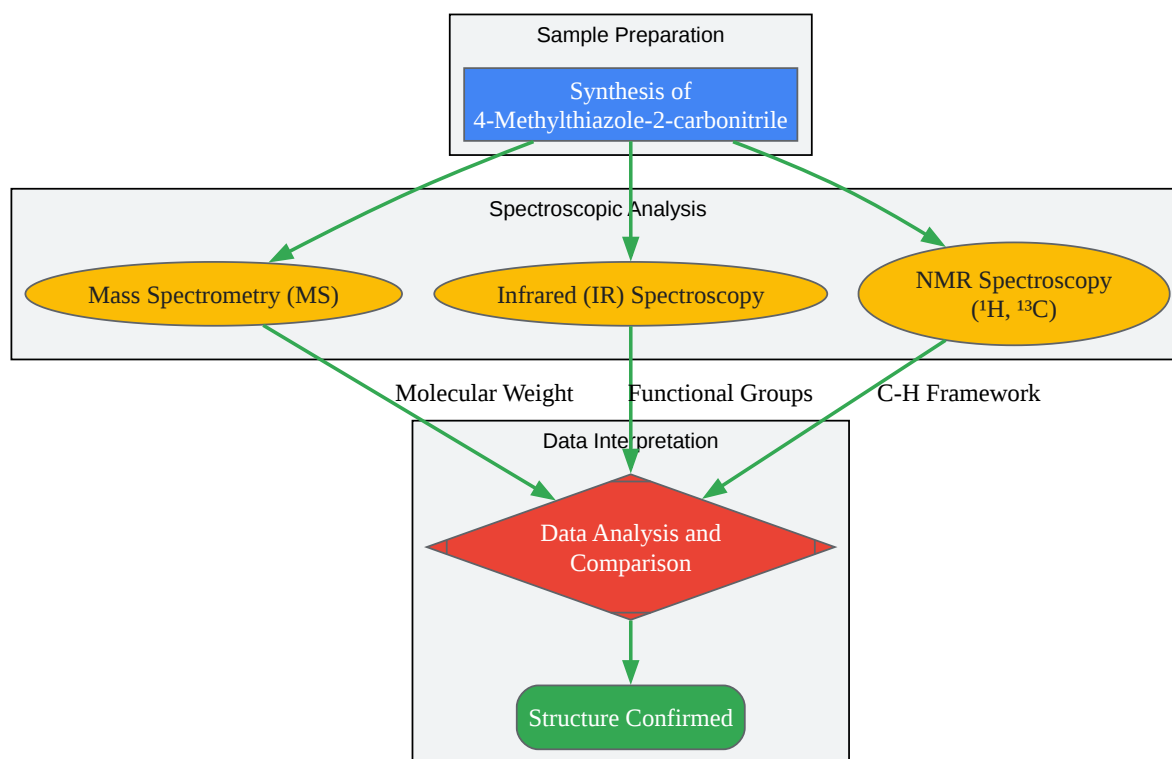 Sample Preparation
Synthesis of
4-Methylthiazole-2-carbonitrile
Spectroscopic Analysis
Mass Spectrometry (MS)
Infrared (IR) Spectroscopy
NMR Spectroscopy
(¹H, ¹³C)
Molecular Weight
Functional Groups
C-H Framework
Data Interpretation
Data Analysis and
Comparison
Structure Confirmed